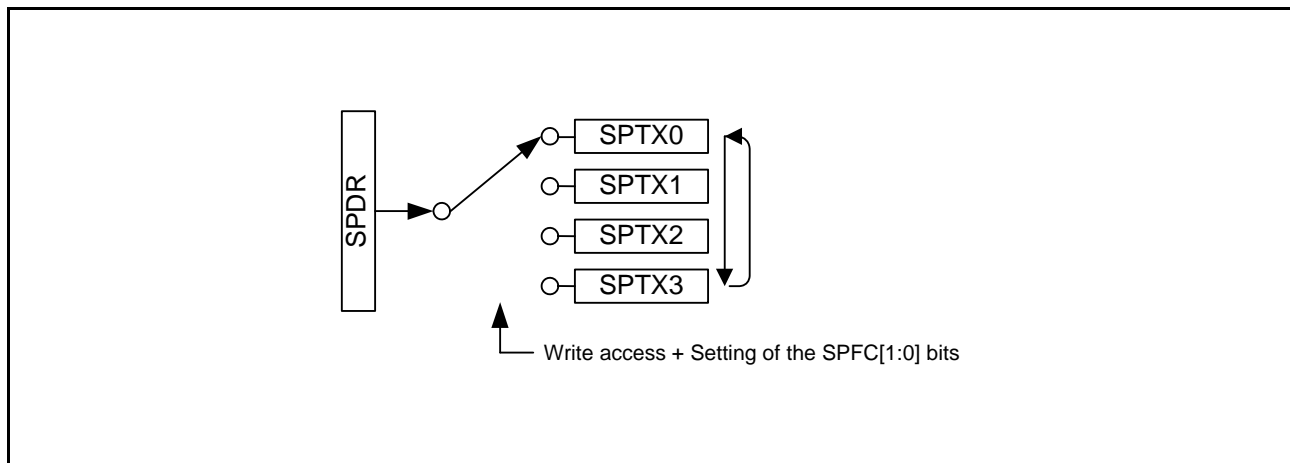 SPDR
SPTX0
SPTX1
SPTX2
SPTX3
Write access + Setting of the SPFC[1:0] bits